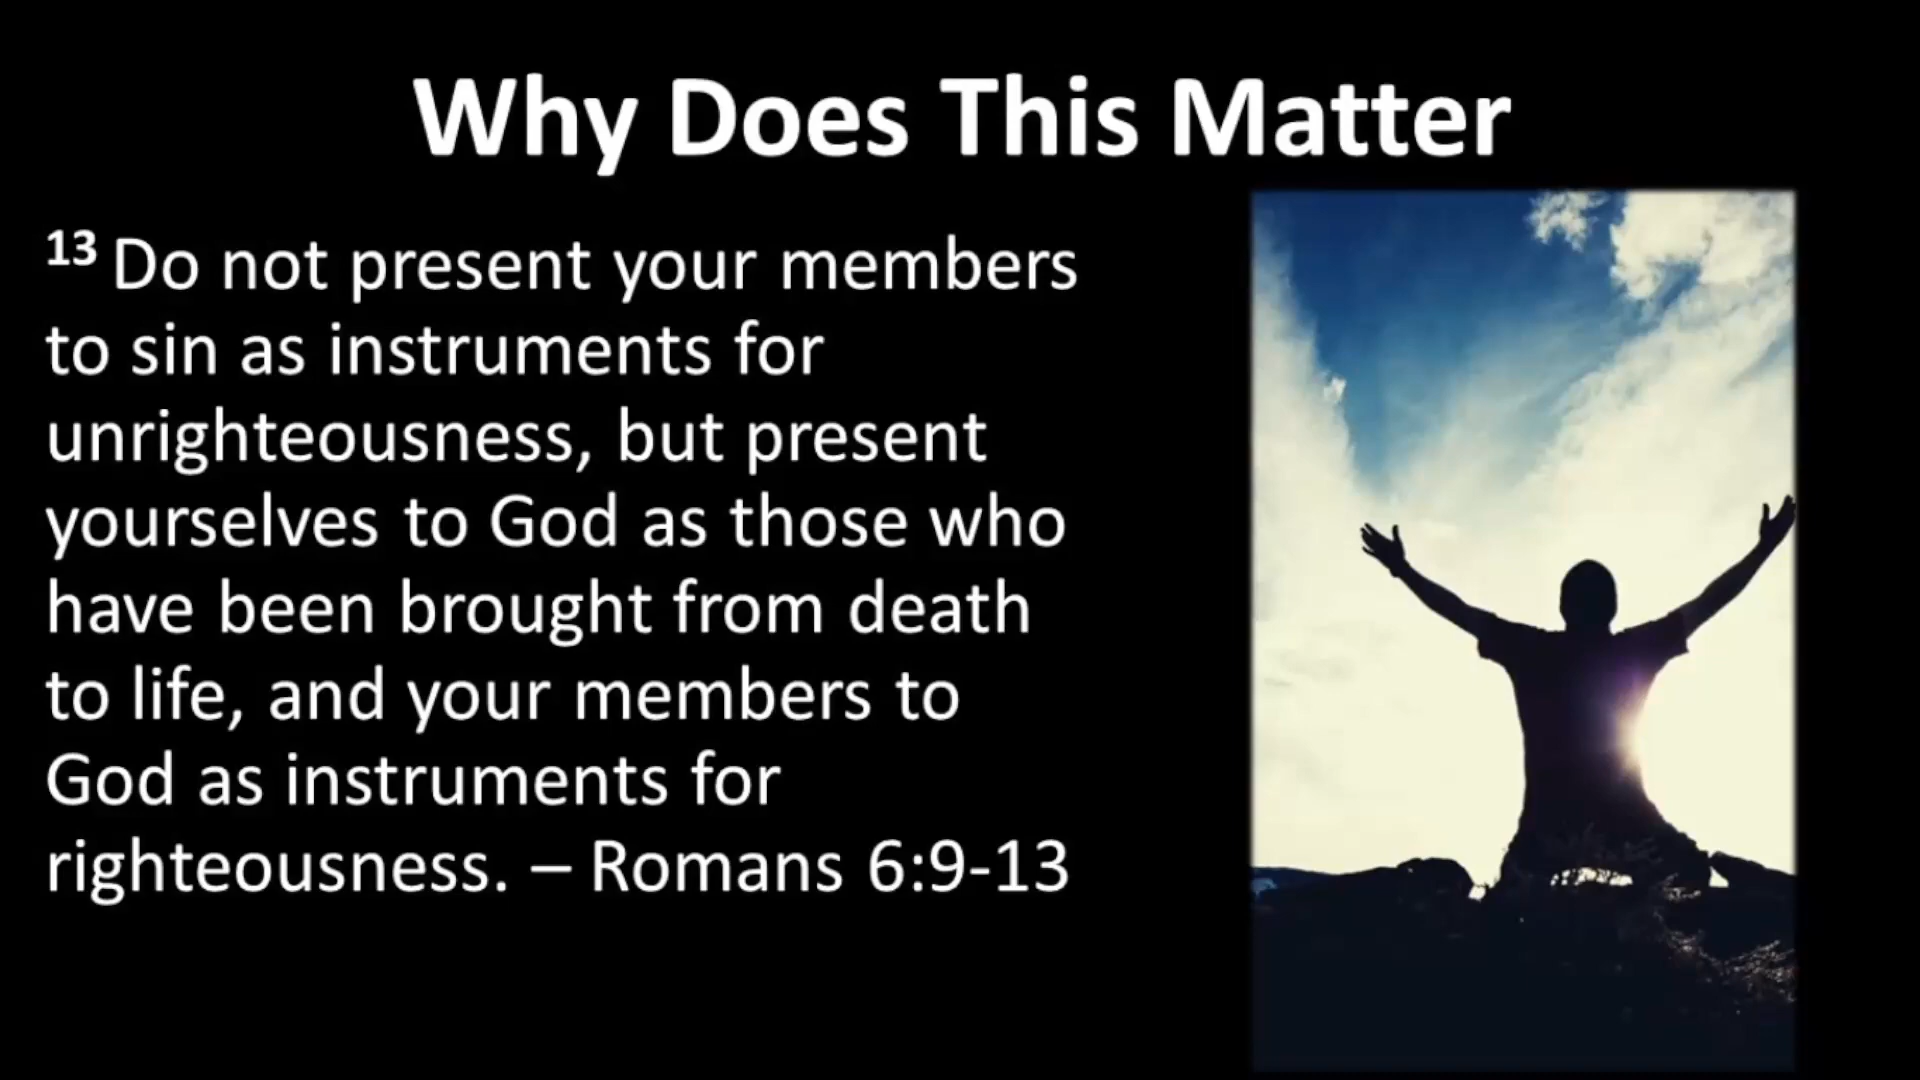 Why Does This Matter
13 Do not present your members
to sin as instruments for
unrighteousness, but present
yourselves to God as those who
have been brought from death
to life, and your members to
God as instruments for
righteousness. – Romans 6:9-13